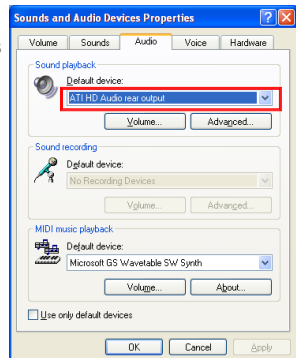 Sounds and Audio Devices Properties
Volume Sounds Audio Voice Hardware
Sound playback
Default device:
ATI HD Audio rear output
Volume... Advanced...
Sound recording
Default device:
No Recording Devices
Volume... Advanced...
MIDI music playback
Default device:
Microsoft GS Wavetable SW Synth
Volume... About...
Use only default devices
OK Cancel Apply